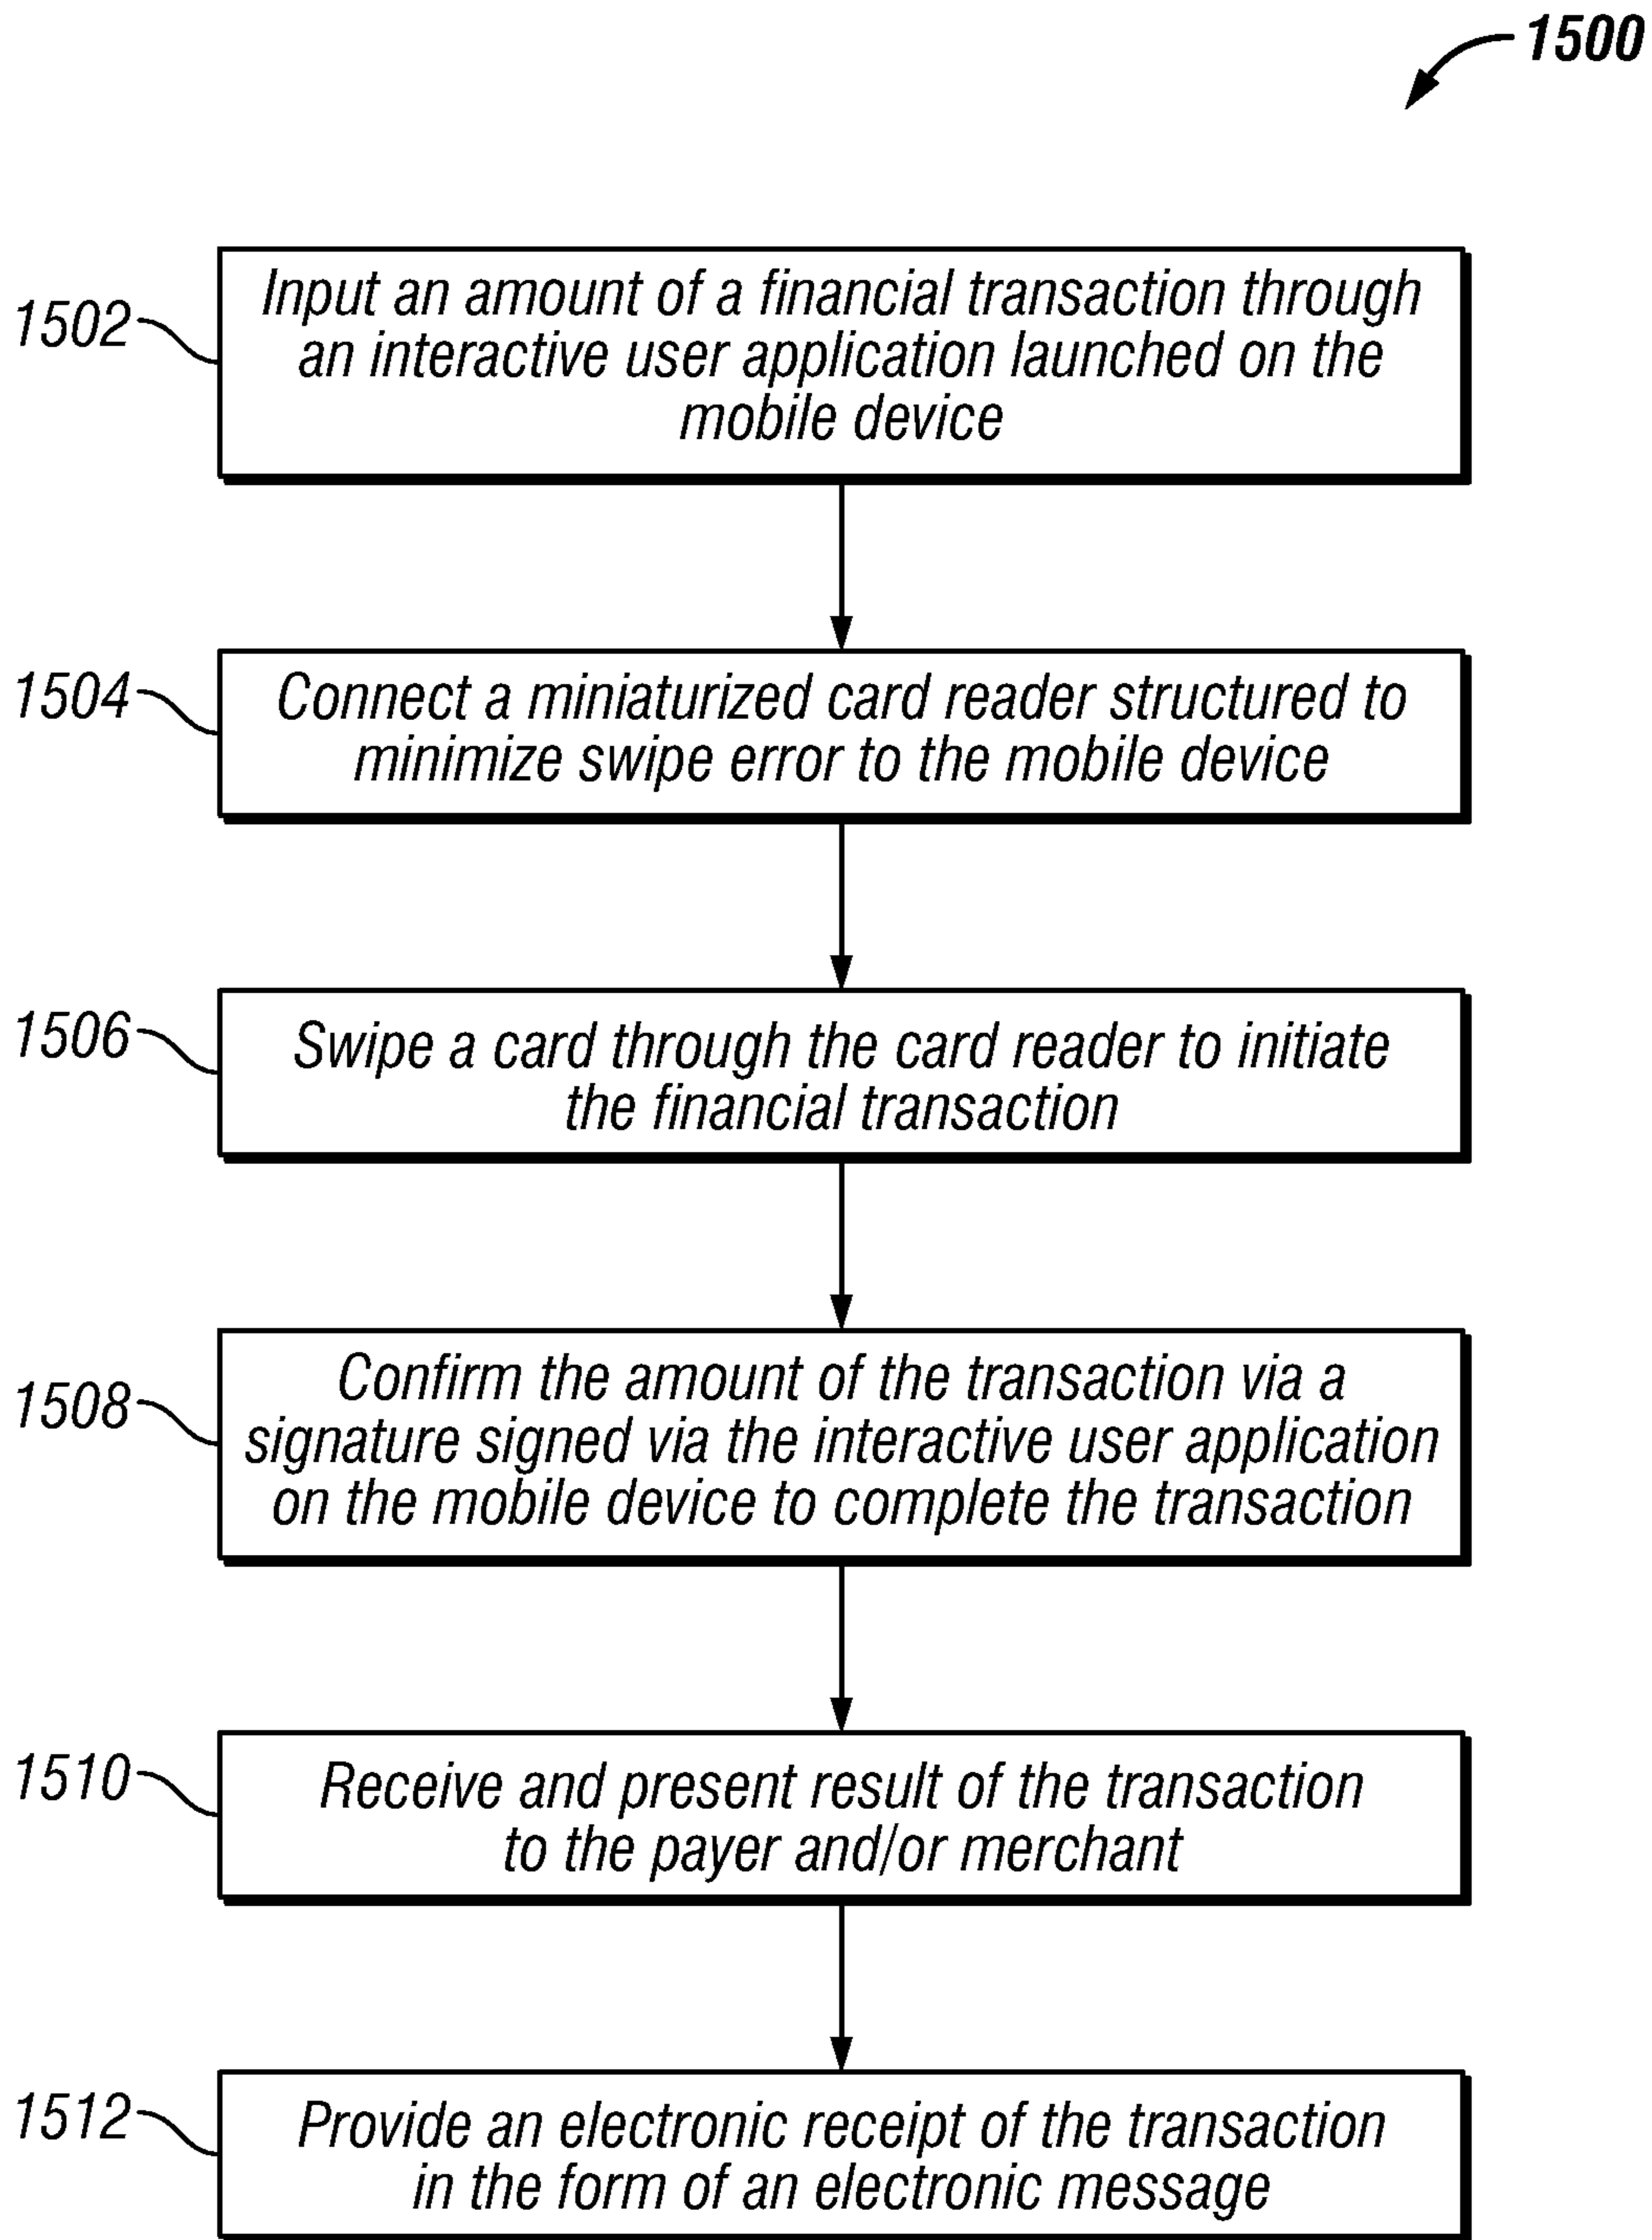 1500
1502
Input an amount of a financial transaction through
an interactive user application launched on the
mobile device
1504
Connect a miniaturized card reader structured to
minimize swipe error to the mobile device
1506
Swipe a card through the card reader to initiate
the financial transaction
1508
Confirm the amount of the transaction via a
signature signed via the interactive user application
on the mobile device to complete the transaction
1510
Receive and present result of the transaction
to the payer and/or merchant
1512
Provide an electronic receipt of the transaction
in the form of an electronic message